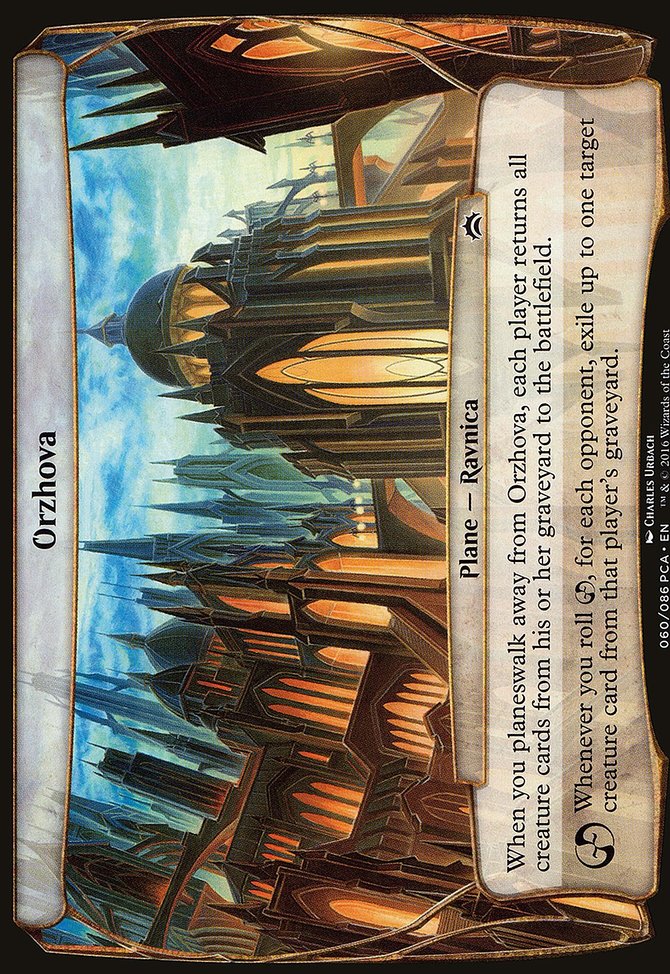 Orzhova
Plane — Ravnica
When you planeswalk away from Orzhova, each player returns all
creature cards from his or her graveyard to the battlefield.
Whenever you roll , for each opponent, exile up to one target
creature card from that player's graveyard.
CHARLES URBACH
060/086 PCA • EN ™ & © 2016 Wizards of the Coast